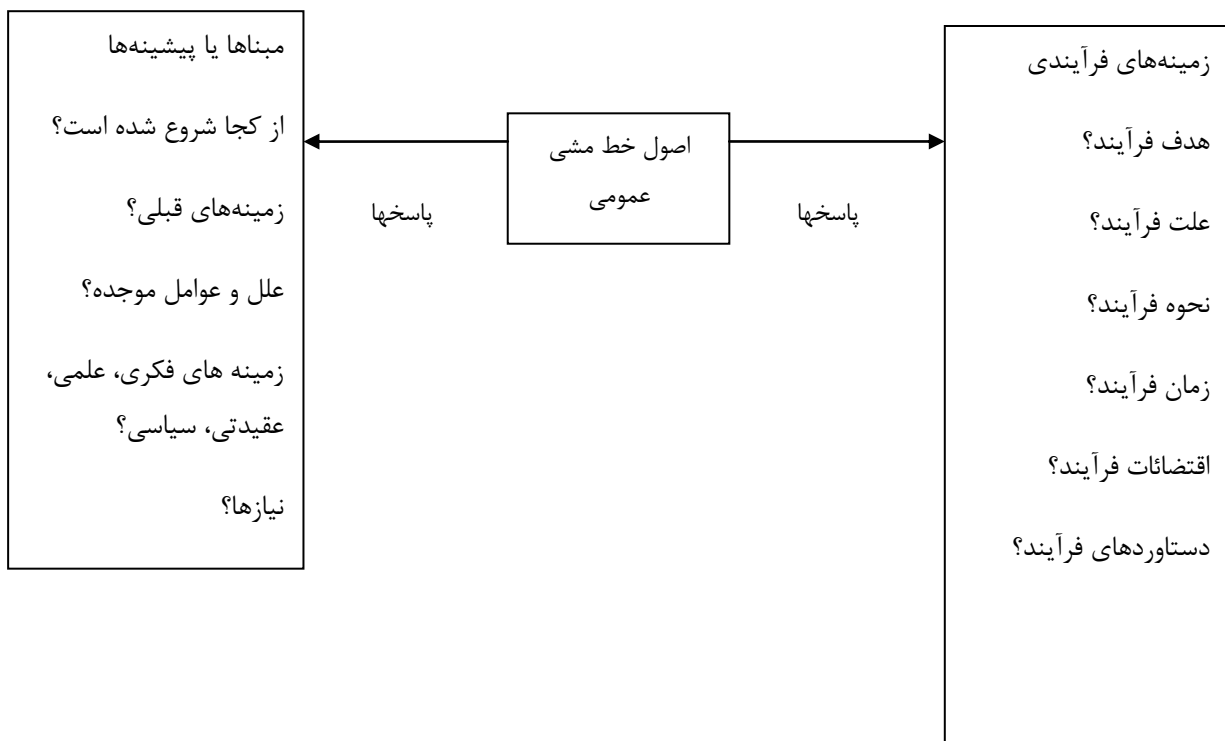 زمینه‌های فرآیندی
هدف فرآیند؟
علت فرآیند؟
نحوه فرآیند؟
زمان فرآیند؟
اقتضائات فرآیند؟
دستاوردهای فرآیند؟
پاسخها
اصول خط مشی
عمومی
پاسخها
مبناها یا پیشینه‌ها
از کجا شروع شده است؟
زمینه‌های قبلی؟
علل و عوامل موجده؟
زمینه های فکری، علمی،
عقیدتی، سیاسی؟
نیازها؟